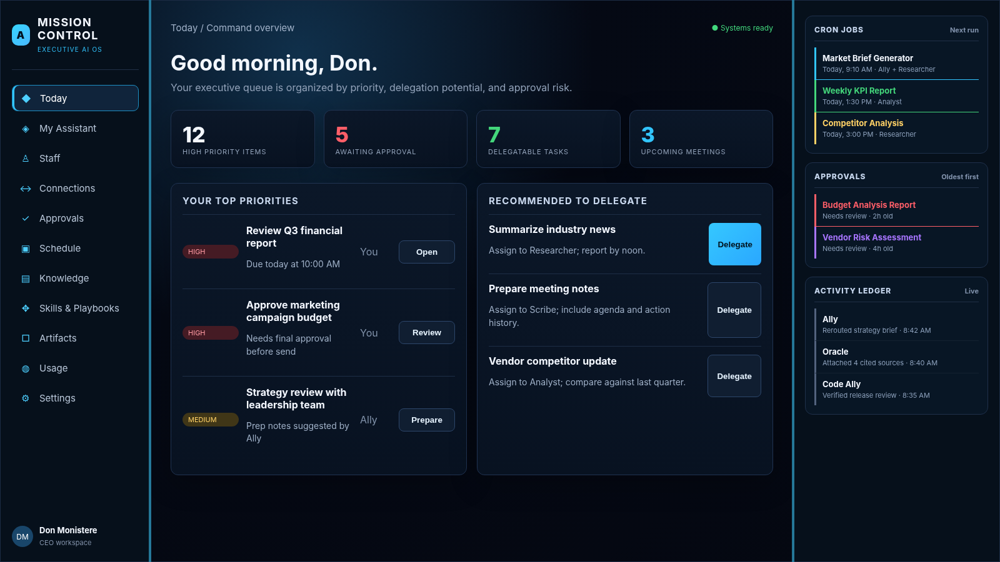 A
MISSION
CONTROL
EXECUTIVE AI OS
Today
My Assistant
Staff
Connections
Approvals
Schedule
Knowledge
Skills & Playbooks
Artifacts
Usage
Settings
DM
Don Monistere
CEO workspace
Today / Command overview
Systems ready
Good morning, Don.
Your executive queue is organized by priority, delegation potential, and approval risk.
12
HIGH PRIORITY ITEMS
5
AWAITING APPROVAL
7
DELEGATABLE TASKS
3
UPCOMING MEETINGS
YOUR TOP PRIORITIES
HIGH
Review Q3 financial
report
Due today at 10:00 AM
You
Open
HIGH
Approve marketing
campaign budget
Needs final approval
before send
You
Review
MEDIUM
Strategy review with
leadership team
Prep notes suggested by
Ally
Ally
Prepare
RECOMMENDED TO DELEGATE
Summarize industry news
Assign to Researcher; report by noon.
Delegate
Prepare meeting notes
Assign to Scribe; include agenda and action
history.
Delegate
Vendor competitor update
Assign to Analyst; compare against last quarter.
Delegate
CRON JOBS
Next run
Market Brief Generator
Today, 9:10 AM · Ally + Researcher
Weekly KPI Report
Today, 1:30 PM · Analyst
Competitor Analysis
Today, 3:00 PM · Researcher
APPROVALS
Oldest first
Budget Analysis Report
Needs review · 2h old
Vendor Risk Assessment
Needs review · 4h old
ACTIVITY LEDGER
Live
Ally
Rerouted strategy brief · 8:42 AM
Oracle
Attached 4 cited sources · 8:40 AM
Code Ally
Verified release review · 8:35 AM